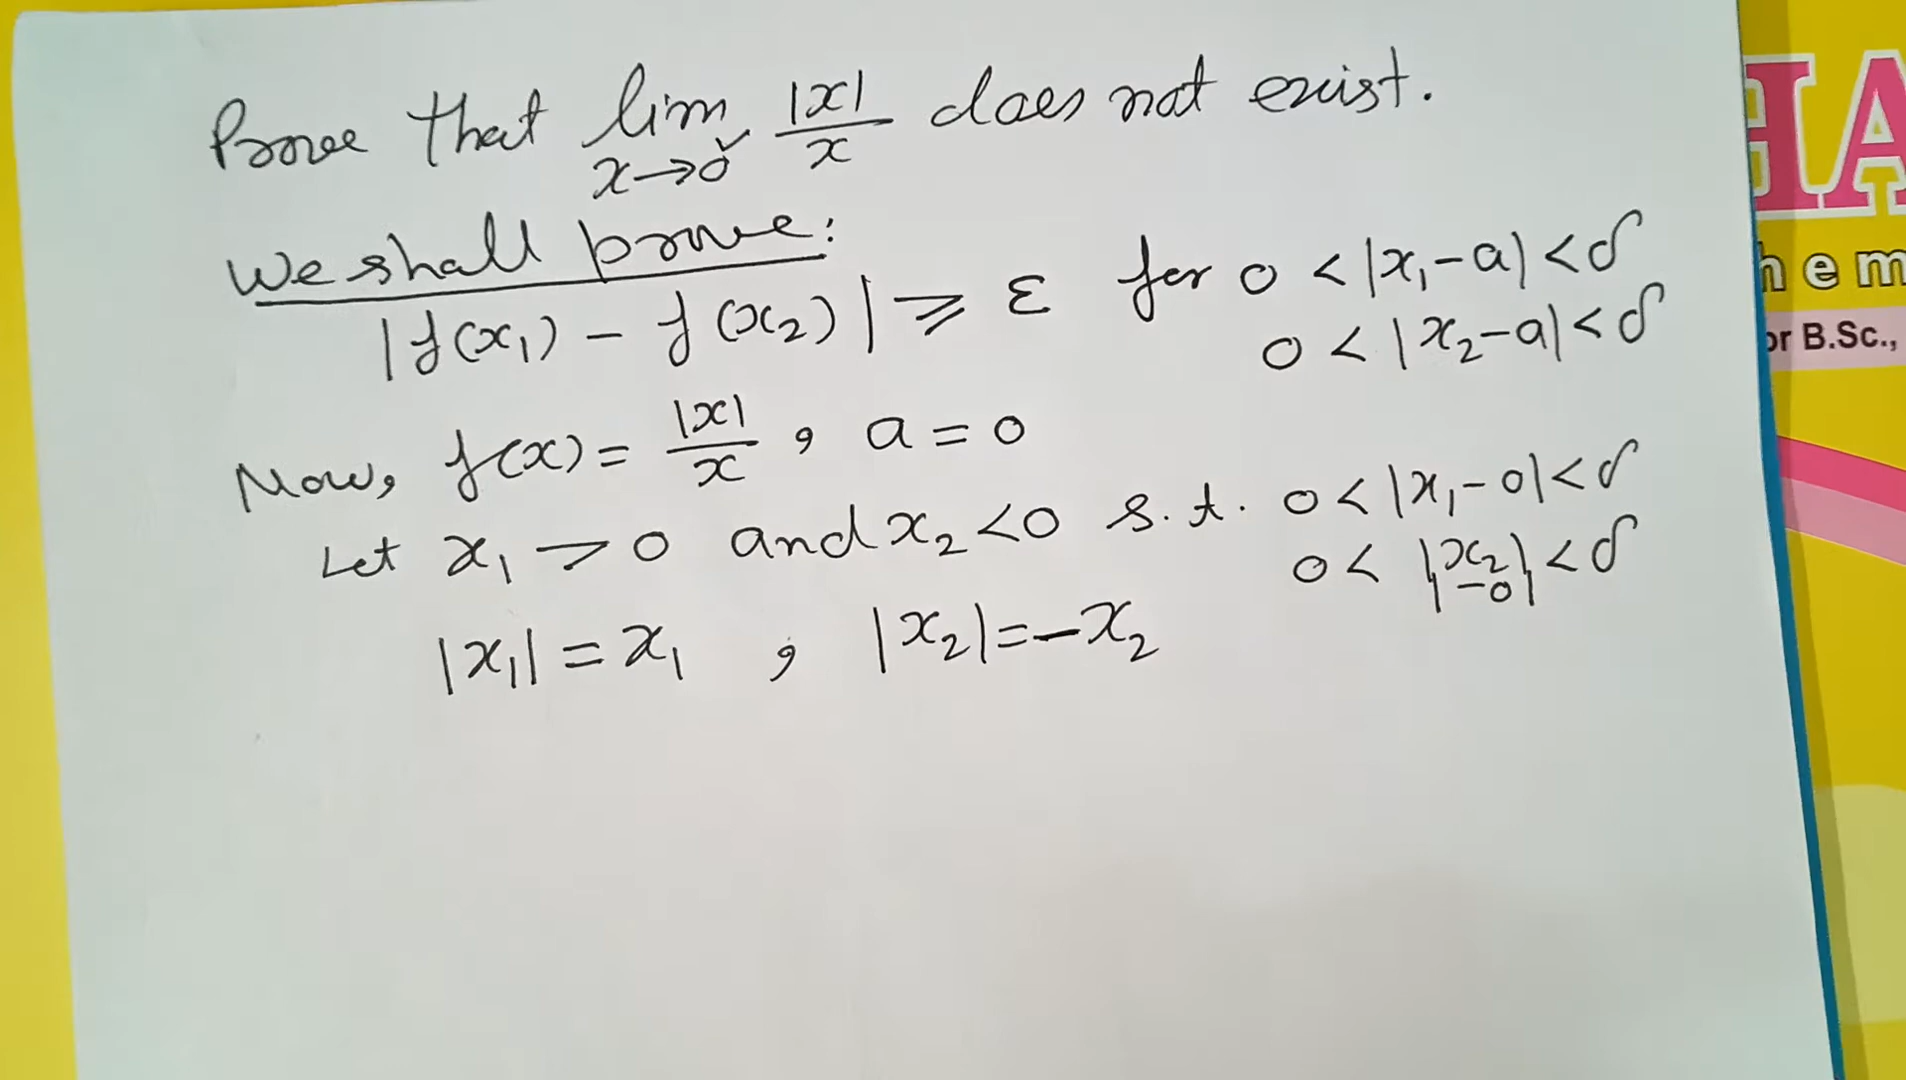 Prove that lim x→0 |x|/x does not exist.
We shall prove:
|f(x₁) - f(x₂)| ⩾ ε for 0 < |x₁-a| < δ
0 < |x₂-a| < δ
Now, f(x) = |x|/x , a = 0
Let x₁ > 0 and x₂ < 0 s.t. 0 < |x₁-0| < δ
0 < |x₂-0| < δ
|x₁| = x₁ , |x₂| = -x₂
HA
hem
or B.Sc.,